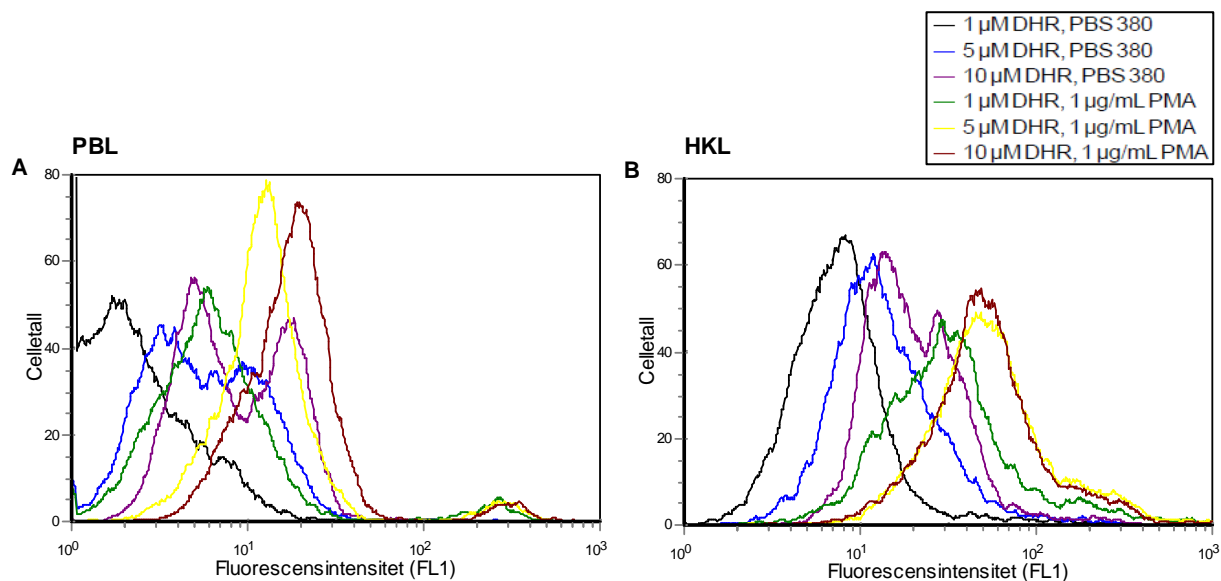 1 µM DHR, PBS 380
5 µM DHR, PBS 380
10 µM DHR, PBS 380
1 µM DHR, 1 µg/mL PMA
5 µM DHR, 1 µg/mL PMA
10 µM DHR, 1 µg/mL PMA
PBL
A
80
60
40
20
0
Celletall
10⁰
10¹
10²
10³
Fluorescensintensitet (FL1)
HKL
B
80
60
40
20
0
Celletall
10⁰
10¹
10²
10³
Fluorescensintensitet (FL1)